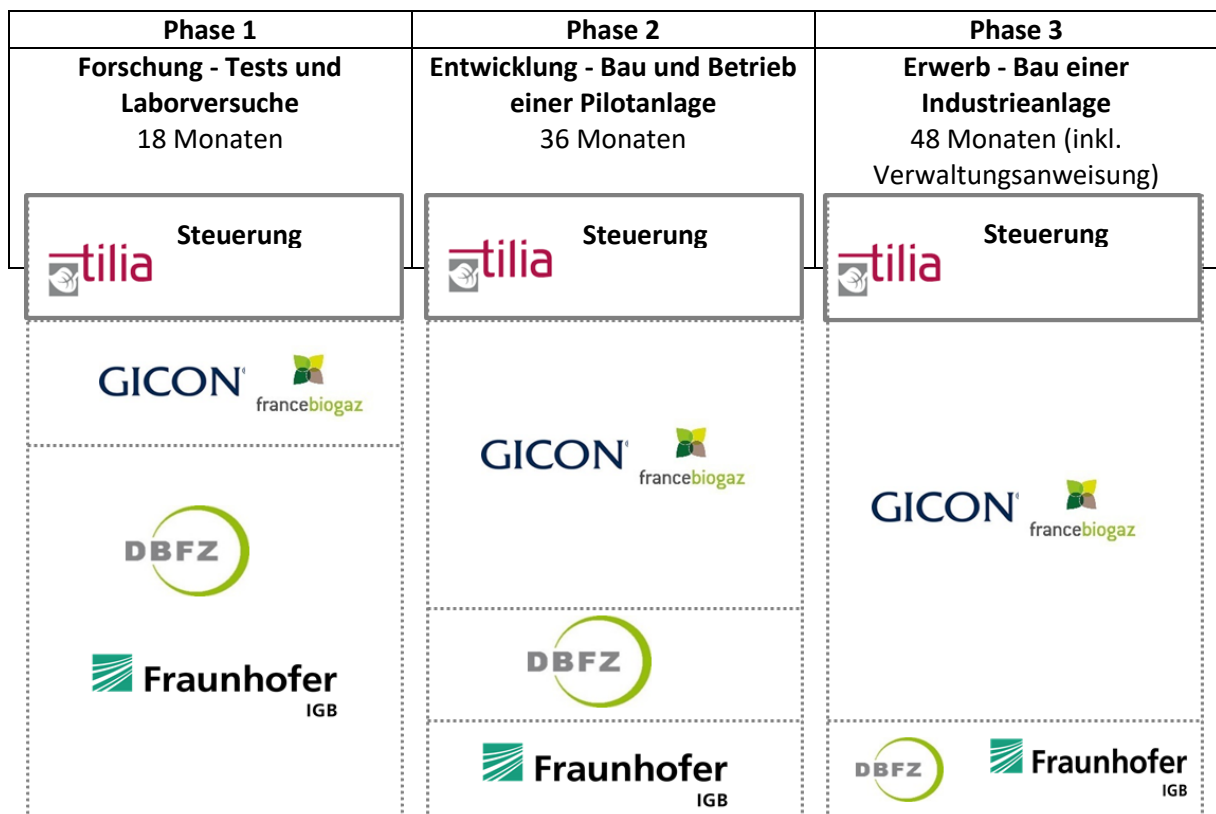 Phase 1
Phase 2
Phase 3
Forschung - Tests und
Laborversuche
18 Monaten
Entwicklung - Bau und Betrieb
einer Pilotanlage
36 Monaten
Erwerb - Bau einer
Industrieanlage
48 Monaten (inkl.
Verwaltungsanweisung)
tilia
Steuerung
tilia
Steuerung
tilia
Steuerung
GICON®
francebiogaz
DBFZ
Fraunhofer
IGB
GICON®
francebiogaz
DBFZ
Fraunhofer
IGB
GICON®
francebiogaz
DBFZ
Fraunhofer
IGB